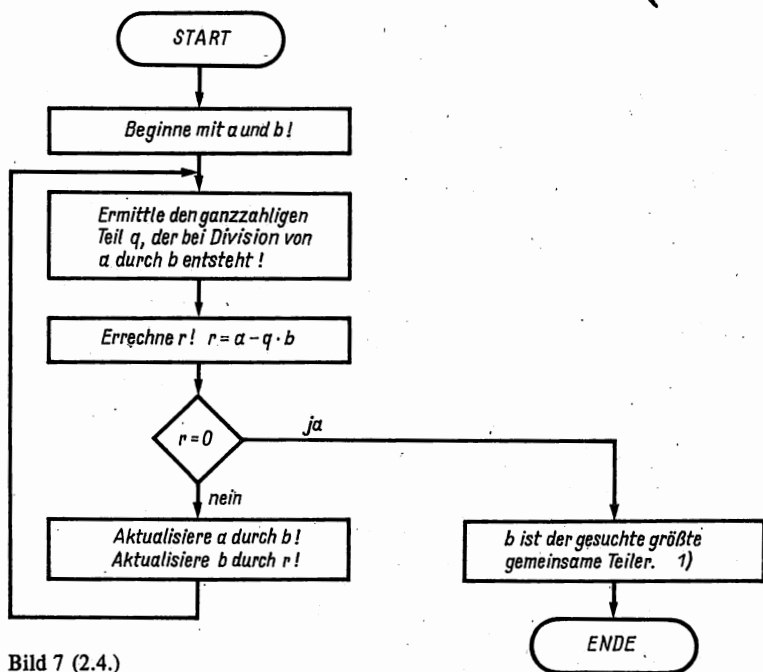 START
Beginne mit a und b!
Ermittle den ganzzahligen
Teil q, der bei Division von
a durch b entsteht!
Errechne r! r = a - q · b
r = 0
ja
nein
Aktualisiere a durch b!
Aktualisiere b durch r!
b ist der gesuchte größte
gemeinsame Teiler. 1)
ENDE
Bild 7 (2.4.)